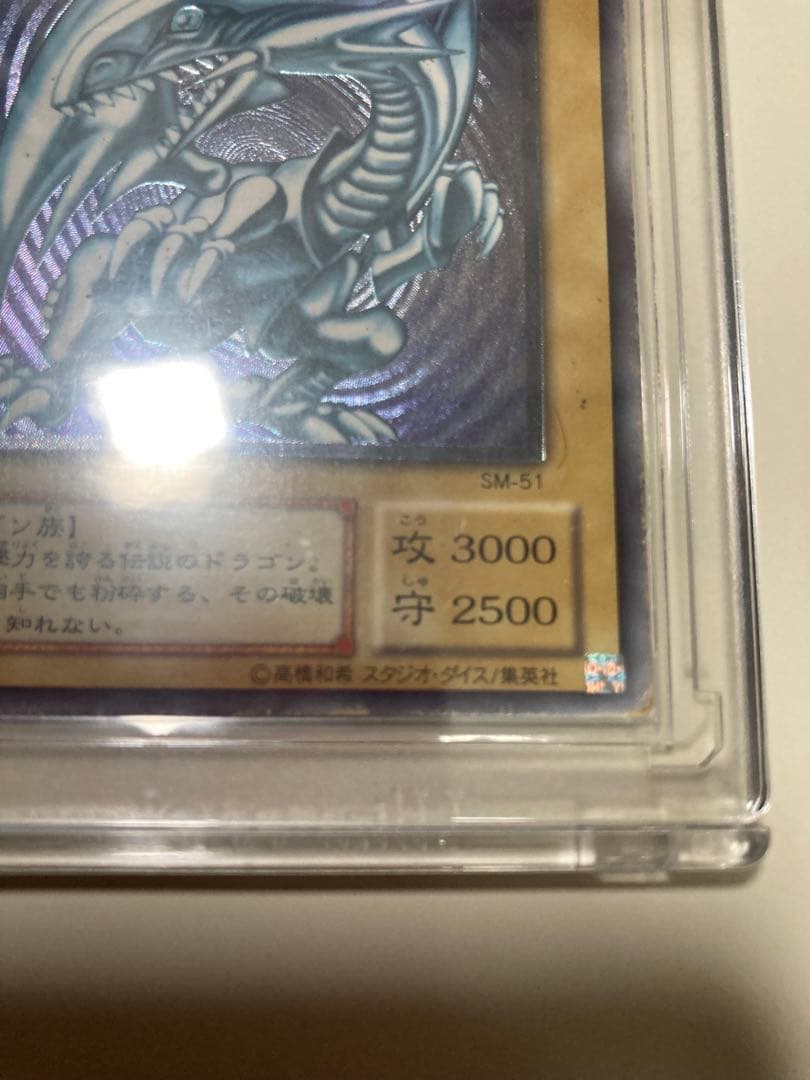 SM-51
ン族】
力を誇る伝説のドラゴン。
手でも粉砕する、その破壊
知れない。
こう
攻 3000
しゅ
守 2500
©高橋和希 スタジオ・ダイス/集英社